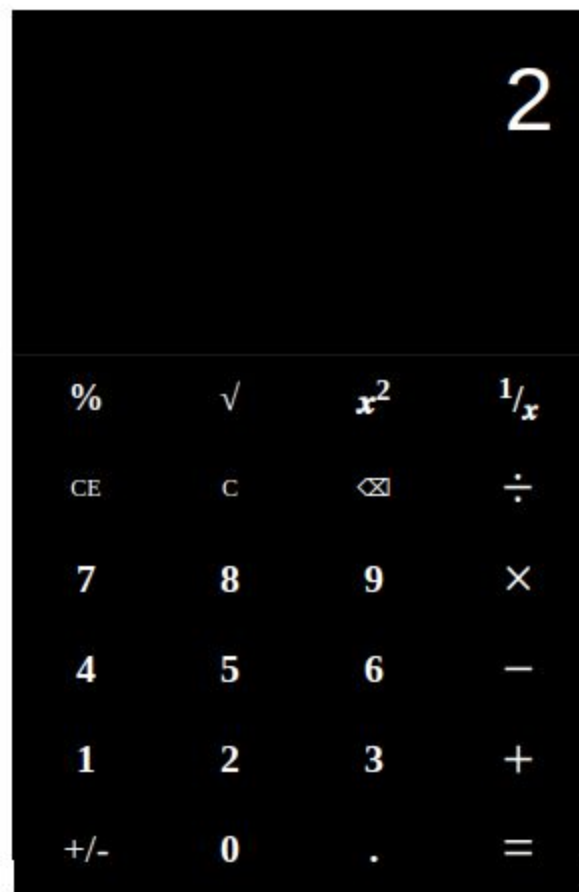 2
% √ x² ¹/x
CE C ⌫ ÷
7 8 9 ×
4 5 6 −
1 2 3 +
+/- 0 . =